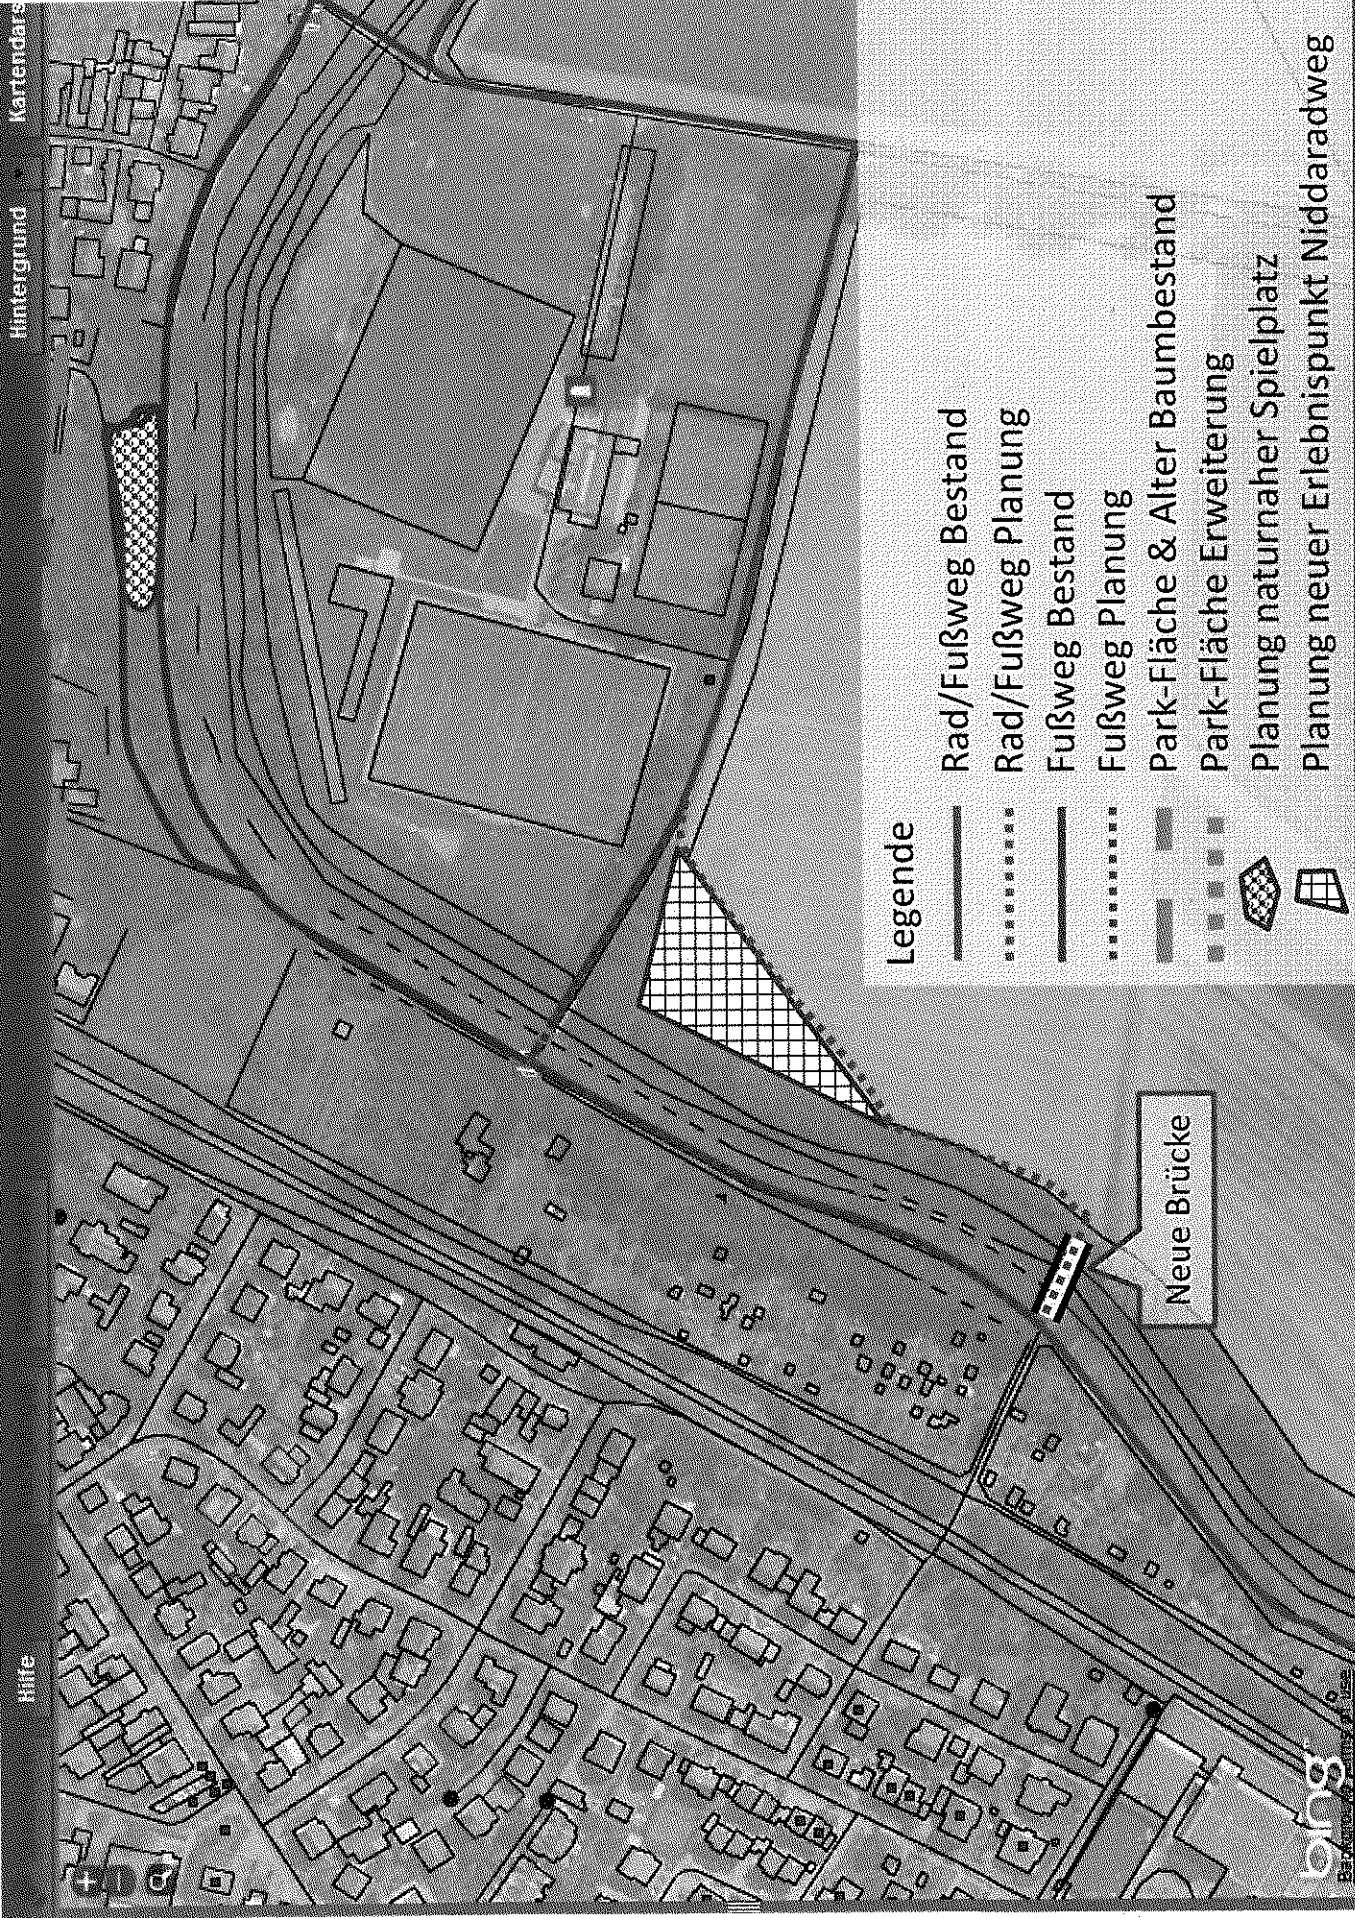 Hilfe
Hintergrund
Kartendars
Neue Brücke
Legende
Rad/Fußweg Bestand
Rad/Fußweg Planung
Fußweg Bestand
Fußweg Planung
Park-Fläche & Alter Baumbestand
Park-Fläche Erweiterung
Planung naturnaher Spielplatz
Planung neuer Erlebnispunkt Niddaradweg
bing